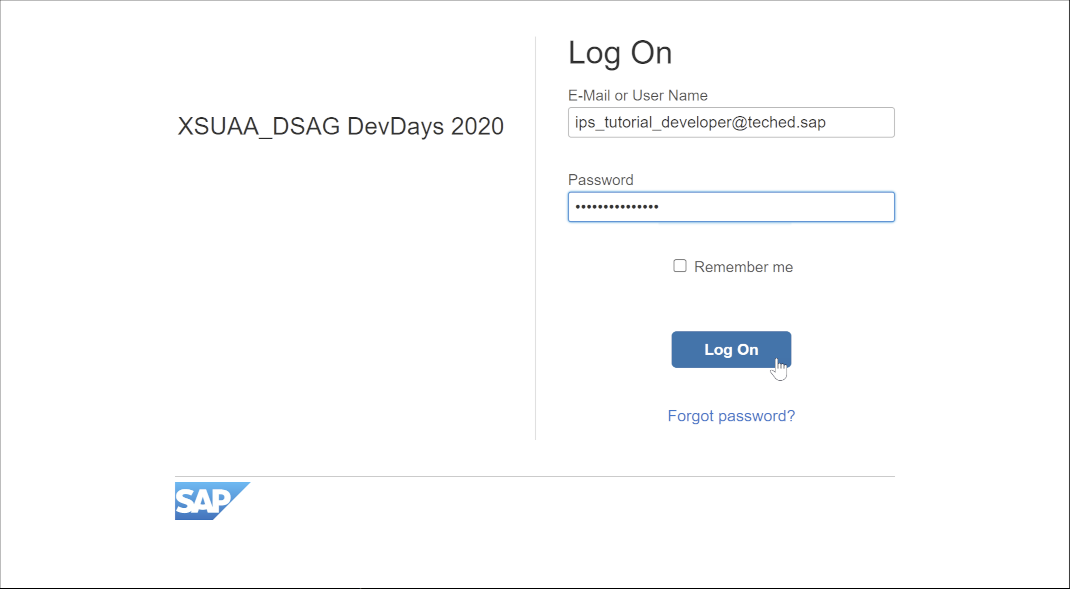 XSUAA_DSAG DevDays 2020
Log On
E-Mail or User Name
ips_tutorial_developer@teched.sap
Password
•••••••••••••••
Remember me
Log On
Forgot password?
SAP